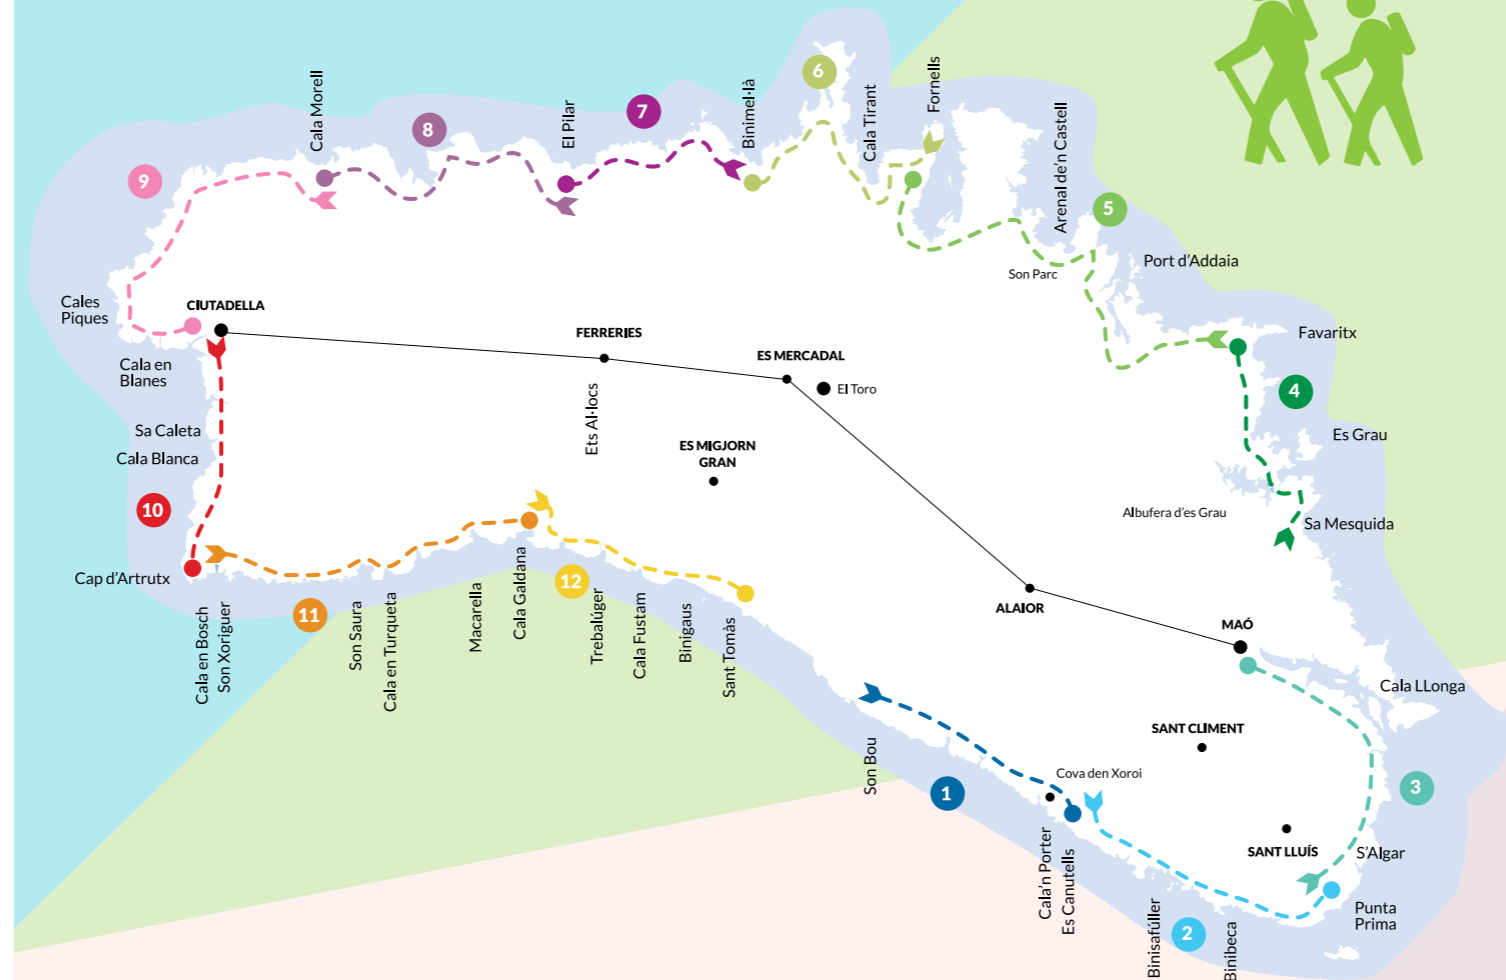 6
Cala Morell
8
El Pilar
7
Binimel·là
Cala Tirant
Fornells
Arenal de'n Castell
5
9
Port d'Addaia
Son Parc
Cales
Piques
CIUTADELLA
FERRERIES
Favaritx
ES MERCADAL
Cala en
Blanes
El Toro
4
Ets Al·locs
Sa Caleta
Es Grau
Cala Blanca
ES MIGJORN
GRAN
10
Albufera d'es Grau
Sa Mesquida
Cap d'Artrutx
12
11
ALAIOR
MAÓ
Cala en Bosch
Son Xoriguer
Son Saura
Cala en Turqueta
Macarella
Cala Galdana
Trebalúger
Cala Fustam
Binigaus
Sant Tomàs
Cala LLonga
SANT CLIMENT
Son Bou
1
Cova den Xoroi
3
Cala'n Porter
Es Canutells
SANT LLUÍS
S'Algar
Punta
Prima
Binisafúller
2
Binibeca